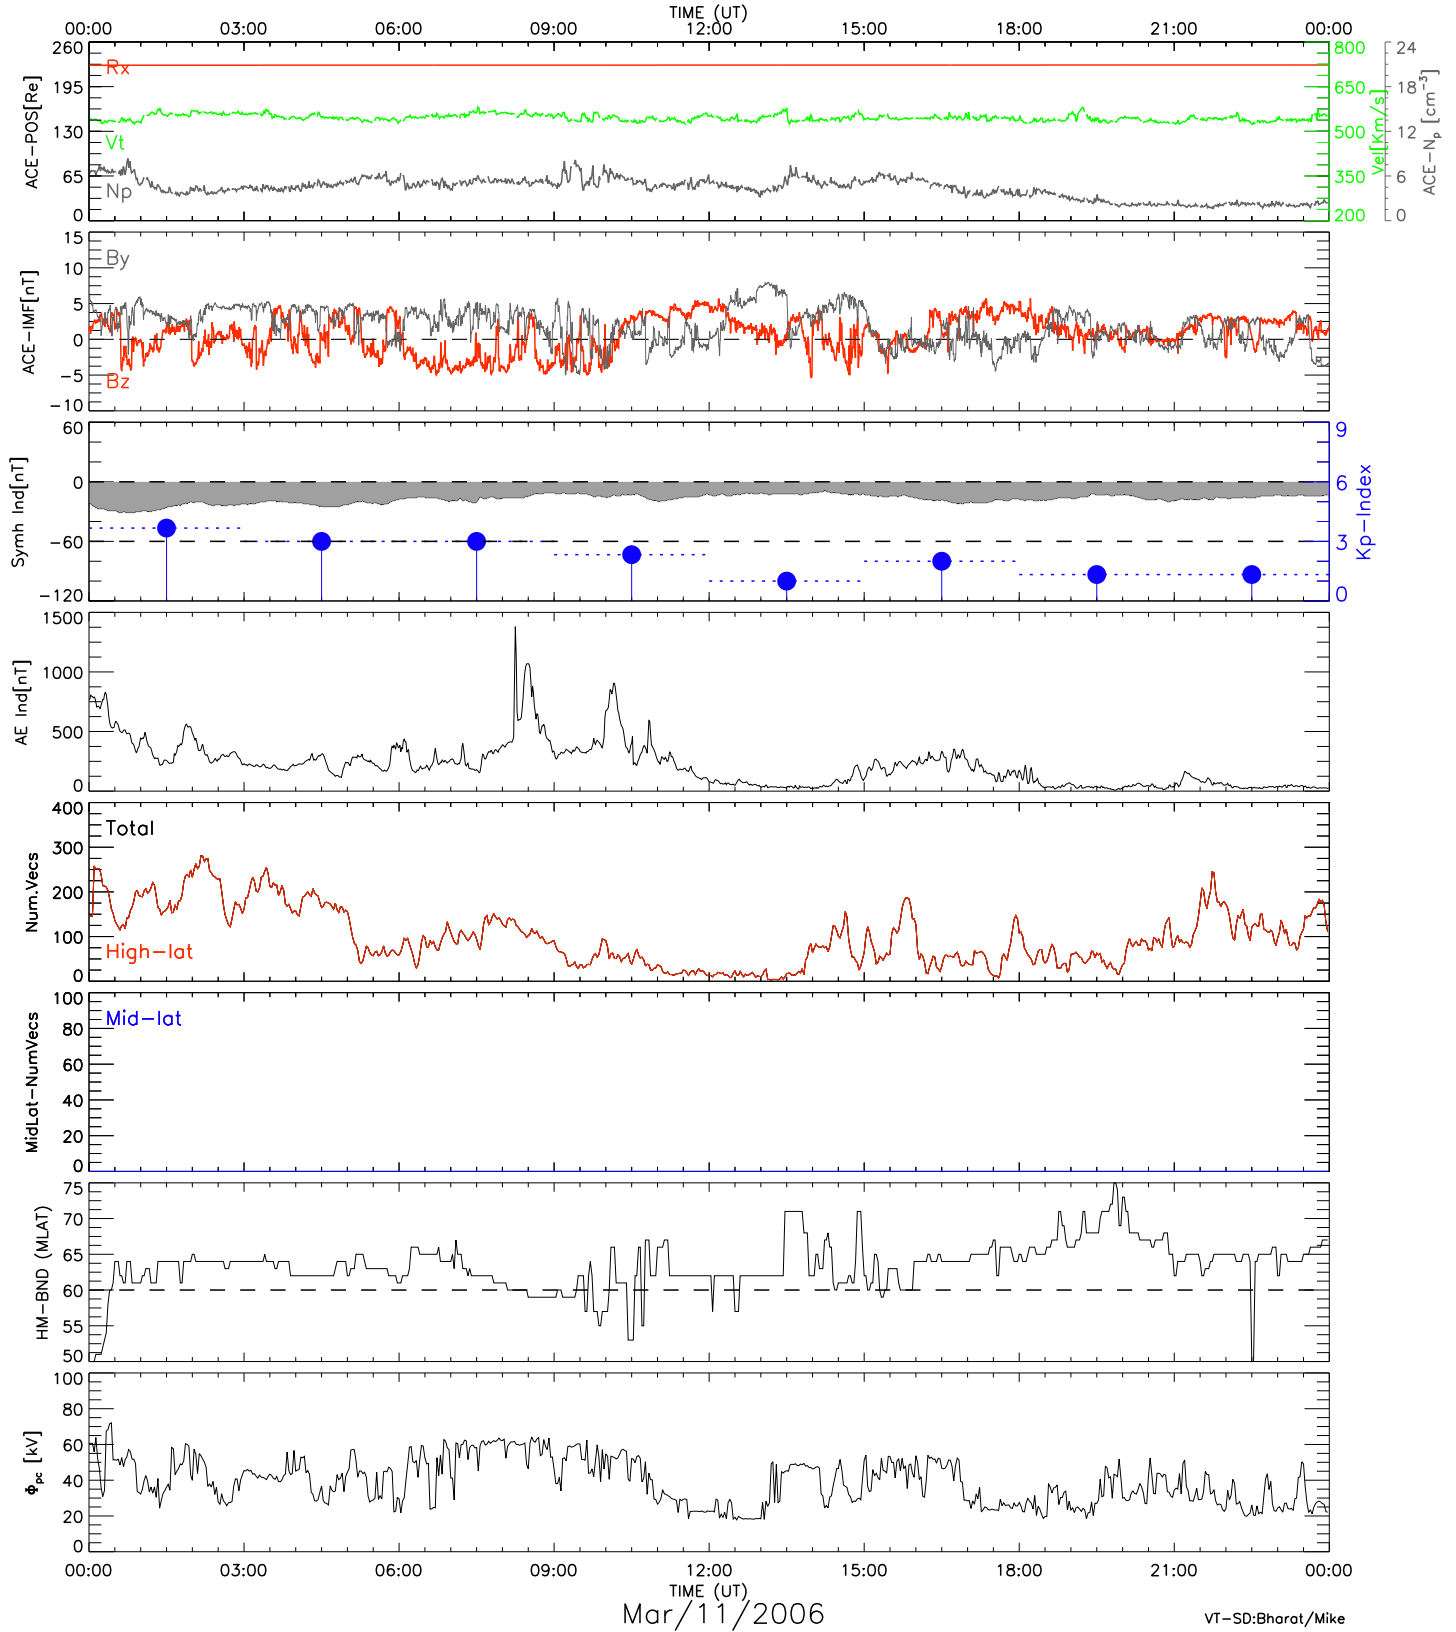 TIME (UT)
00:00 03:00 06:00 09:00 12:00 15:00 18:00 21:00 00:00
ACE-POS[Re]
260
195
130
65
0
Rx
Vt
Np
800
650
500
350
200
Vel[Km/s]
24
18
12
6
0
ACE-Np [cm-3]
ACE-IMF[nT]
15
10
5
0
-5
-10
By
Bz
Symh Ind[nT]
60
0
-60
-120
9
6
3
0
Kp-Index
AE Ind[nT]
1500
1000
500
0
Num.Vecs
400
300
200
100
0
Total
High-lat
MidLat-NumVecs
100
80
60
40
20
0
Mid-lat
HM-BND (MLAT)
75
70
65
60
55
50
Φpc [kV]
100
80
60
40
20
0
00:00 03:00 06:00 09:00 12:00 15:00 18:00 21:00 00:00
TIME (UT)
Mar/11/2006
VT-SD:Bharat/Mike